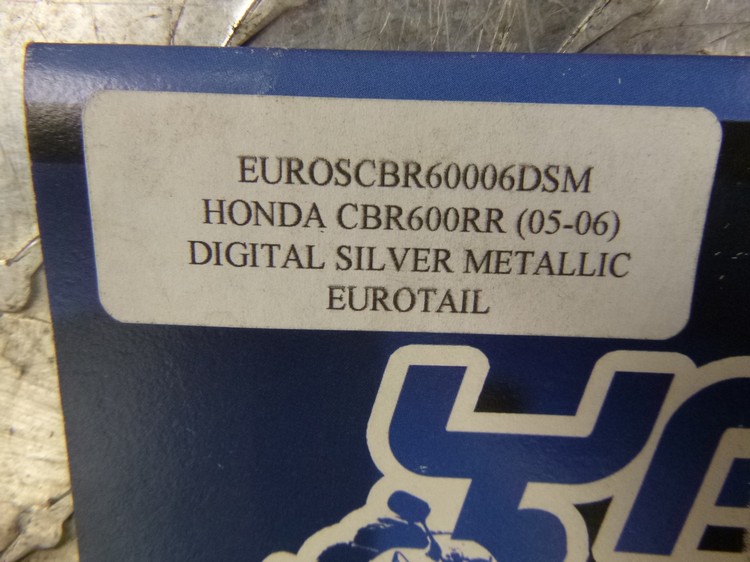 EUROSCBR60006DSM
HONDA CBR600RR (05-06)
DIGITAL SILVER METALLIC
EUROTAIL